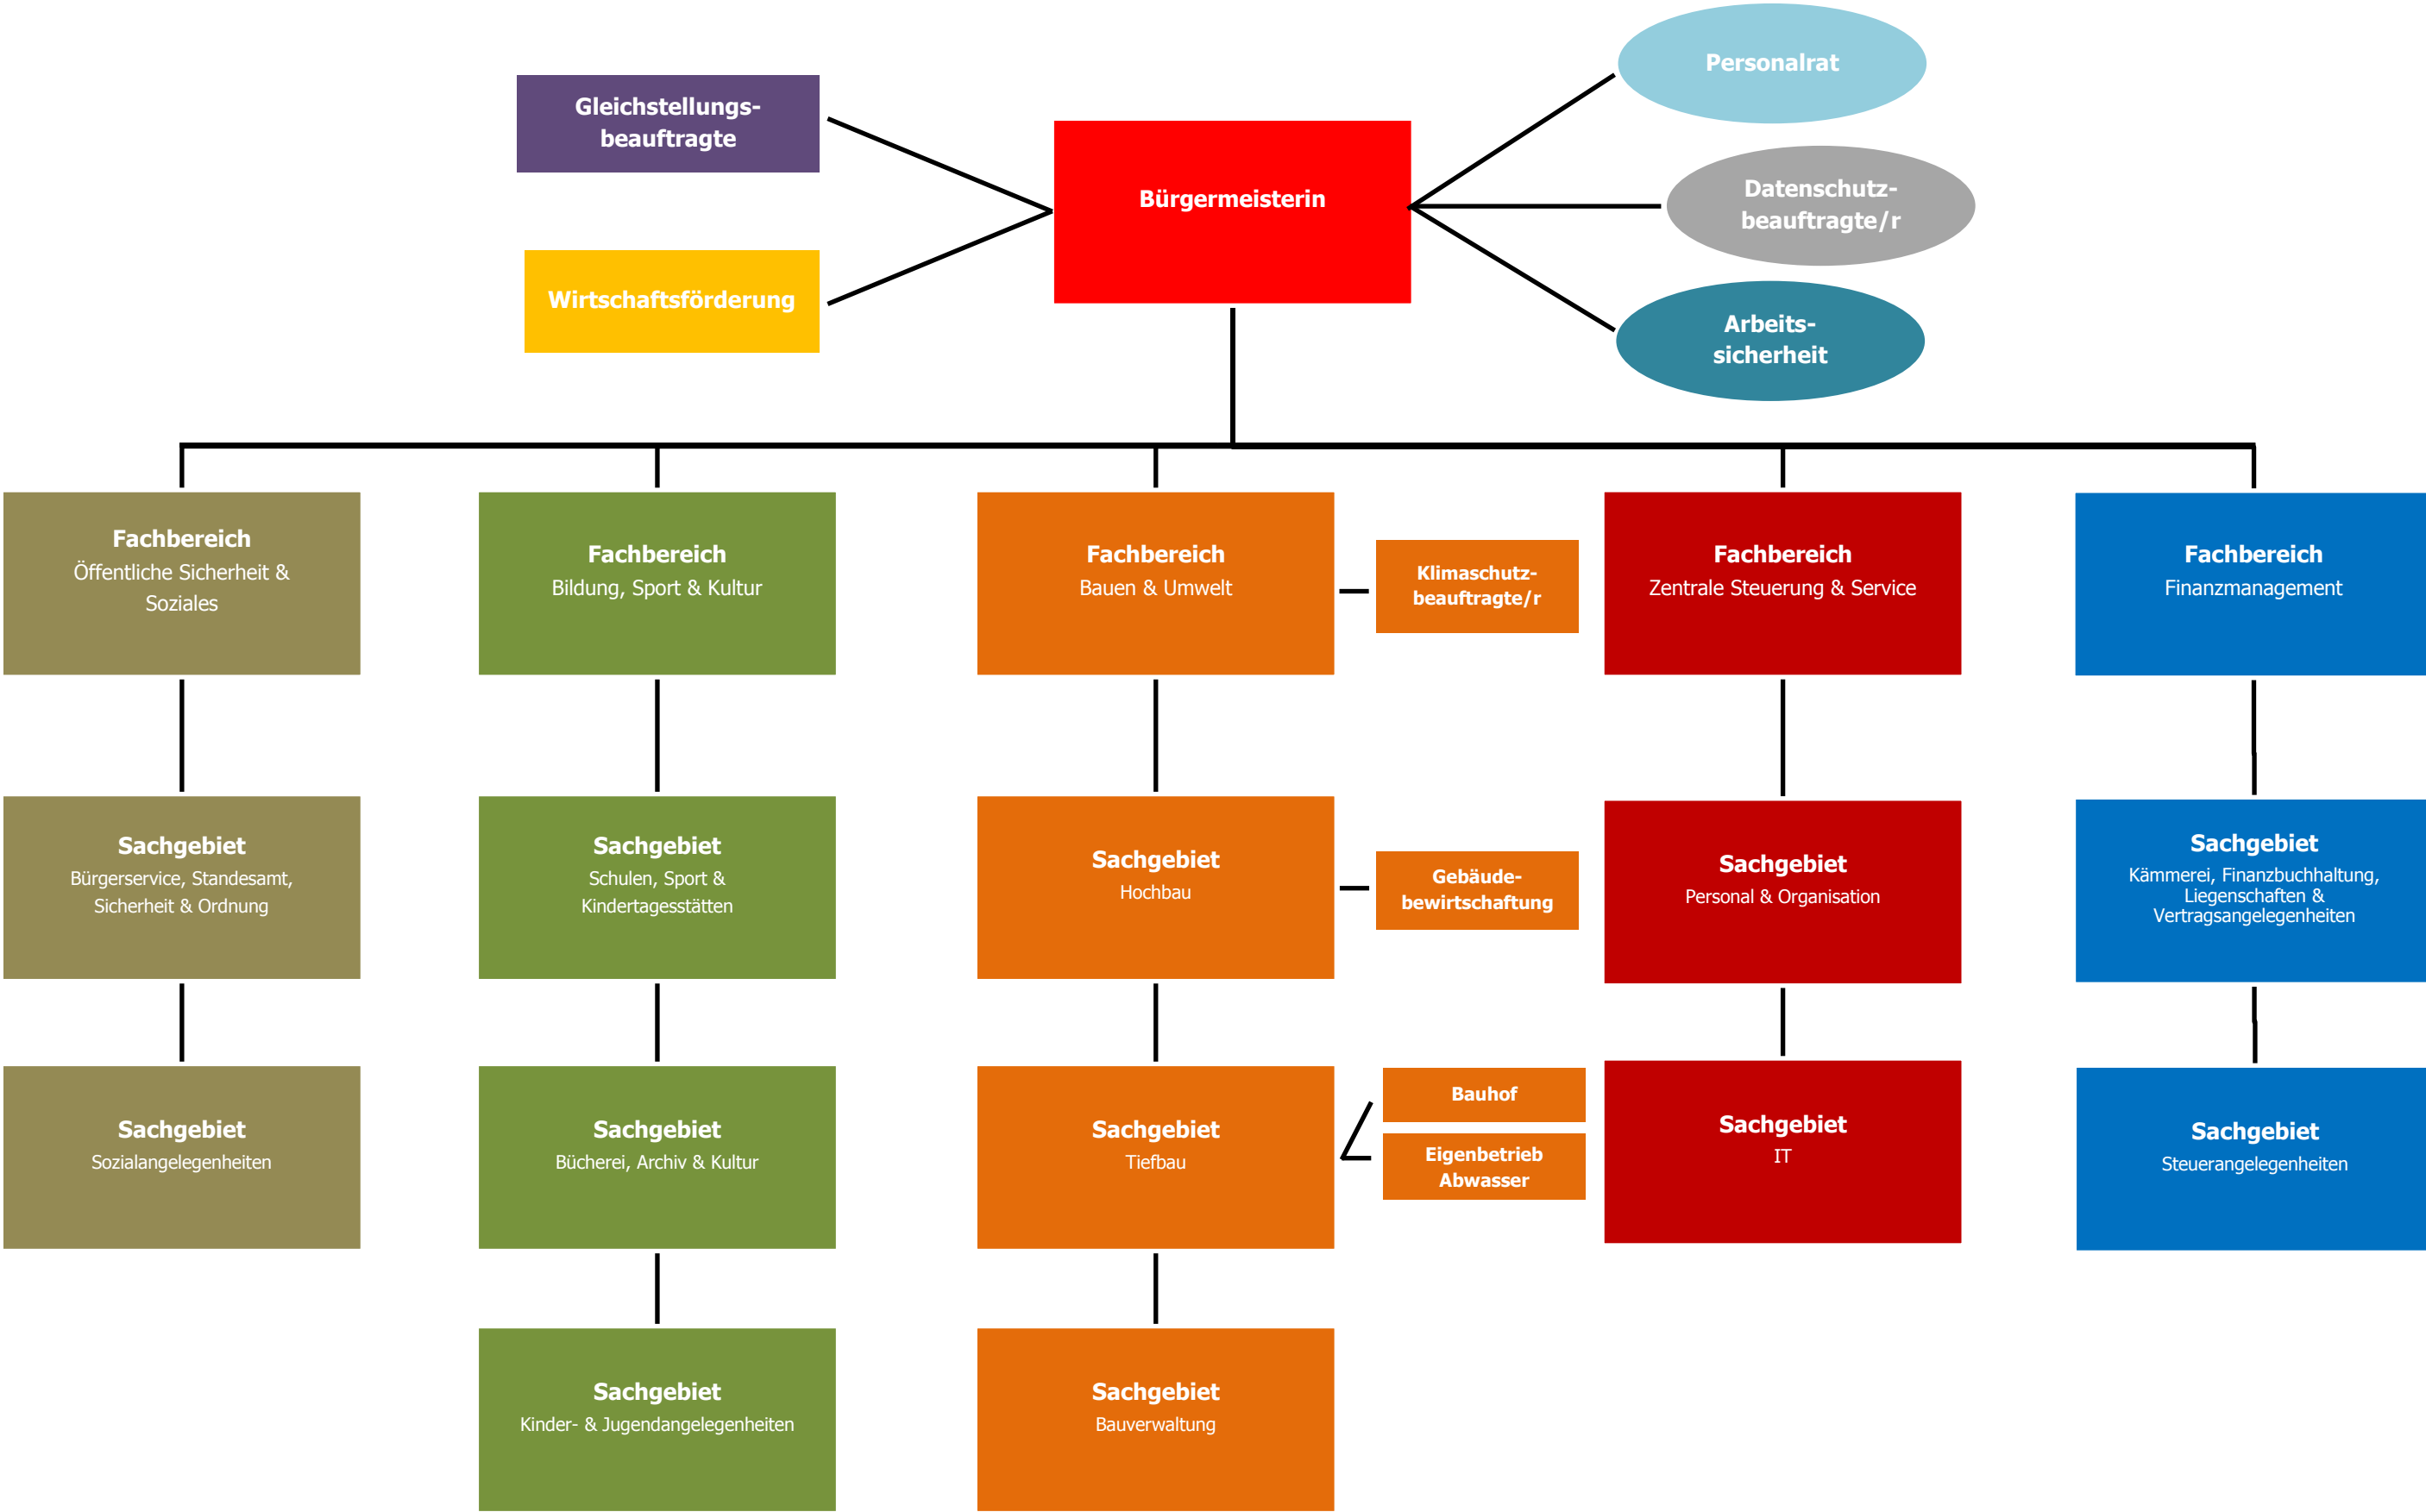 Personalrat
Gleichstellungs-
beauftragte
Bürgermeisterin
Datenschutz-
beauftragte/r
Wirtschaftsförderung
Arbeits-
sicherheit
Fachbereich
Öffentliche Sicherheit &
Soziales
Fachbereich
Bildung, Sport & Kultur
Fachbereich
Bauen & Umwelt
Klimaschutz-
beauftragte/r
Fachbereich
Zentrale Steuerung & Service
Fachbereich
Finanzmanagement
Sachgebiet
Bürgerservice, Standesamt,
Sicherheit & Ordnung
Sachgebiet
Schulen, Sport &
Kindertagesstätten
Sachgebiet
Hochbau
Gebäude-
bewirtschaftung
Sachgebiet
Personal & Organisation
Sachgebiet
Kämmerei, Finanzbuchhaltung,
Liegenschaften &
Vertragsangelegenheiten
Sachgebiet
Sozialangelegenheiten
Sachgebiet
Bücherei, Archiv & Kultur
Sachgebiet
Tiefbau
Bauhof
Eigenbetrieb
Abwasser
Sachgebiet
IT
Sachgebiet
Steuerangelegenheiten
Sachgebiet
Kinder- & Jugendangelegenheiten
Sachgebiet
Bauverwaltung